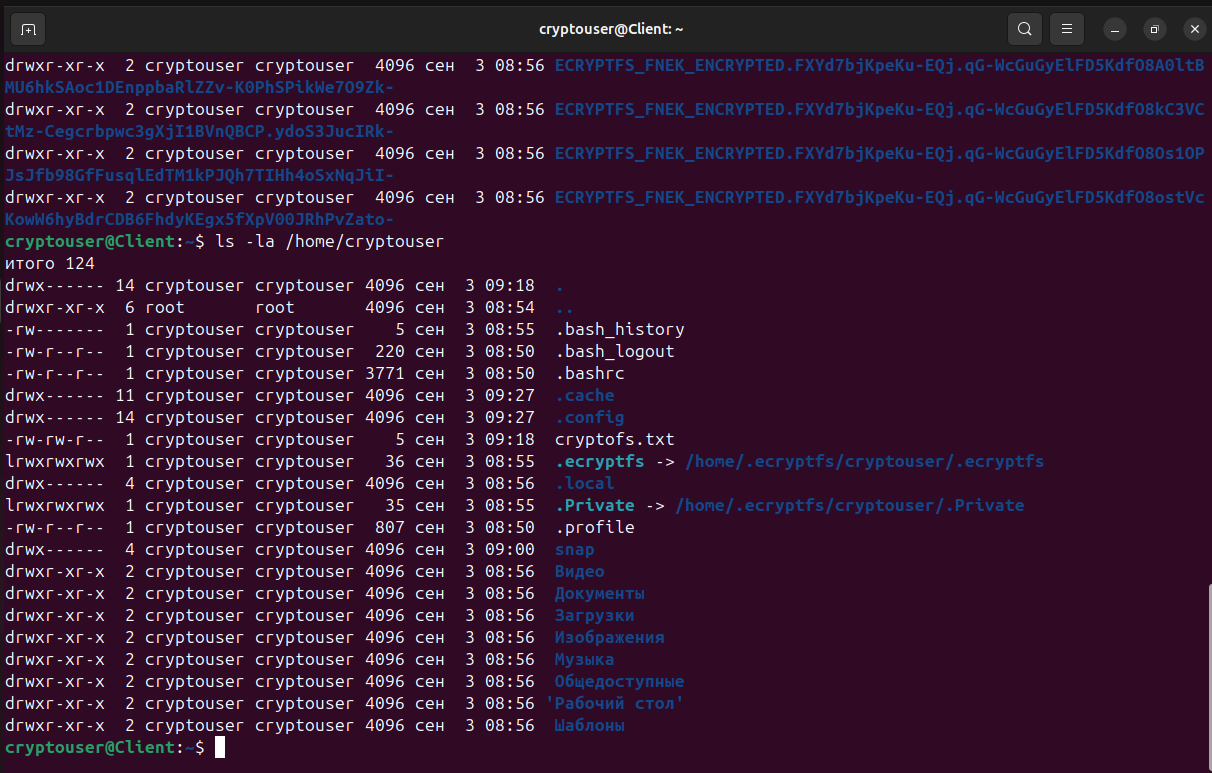 cryptouser@Client: ~
drwxr-xr-x  2 cryptouser cryptouser  4096 сен  3 08:56 ECRYPTFS_FNEK_ENCRYPTED.FXYd7bjKpeKu-EQj.qG-WcGuGyElFD5KdfO8A0ltB
MU6hkSAoc1DEnppbaRlZZv-K0PhSPikWe7O9Zk-
drwxr-xr-x  2 cryptouser cryptouser  4096 сен  3 08:56 ECRYPTFS_FNEK_ENCRYPTED.FXYd7bjKpeKu-EQj.qG-WcGuGyElFD5KdfO8kC3VC
tMz-Cegcrbpwc3gXjI1BVnQBCP.ydoS3JucIRk-
drwxr-xr-x  2 cryptouser cryptouser  4096 сен  3 08:56 ECRYPTFS_FNEK_ENCRYPTED.FXYd7bjKpeKu-EQj.qG-WcGuGyElFD5KdfO8Os1OP
JsJfb98GfFusqlEdTM1kPJQh7TIHh4oSxNqJiI-
drwxr-xr-x  2 cryptouser cryptouser  4096 сен  3 08:56 ECRYPTFS_FNEK_ENCRYPTED.FXYd7bjKpeKu-EQj.qG-WcGuGyElFD5KdfO8ostVc
KowW6hyBdrCDB6FhdyKEgx5fXpV00JRhPvZato-
cryptouser@Client:~$ ls -la /home/cryptouser
итого 124
drwx------ 14 cryptouser cryptouser 4096 сен  3 09:18  .
drwxr-xr-x  6 root       root       4096 сен  3 08:54  ..
-rw-------  1 cryptouser cryptouser    5 сен  3 08:55  .bash_history
-rw-r--r--  1 cryptouser cryptouser  220 сен  3 08:50  .bash_logout
-rw-r--r--  1 cryptouser cryptouser 3771 сен  3 08:50  .bashrc
drwx------ 11 cryptouser cryptouser 4096 сен  3 09:27  .cache
drwx------ 14 cryptouser cryptouser 4096 сен  3 09:27  .config
-rw-rw-r--  1 cryptouser cryptouser    5 сен  3 09:18  cryptofs.txt
lrwxrwxrwx  1 cryptouser cryptouser   36 сен  3 08:55  .ecryptfs -> /home/.ecryptfs/cryptouser/.ecryptfs
drwx------  4 cryptouser cryptouser 4096 сен  3 08:56  .local
lrwxrwxrwx  1 cryptouser cryptouser   35 сен  3 08:55  .Private -> /home/.ecryptfs/cryptouser/.Private
-rw-r--r--  1 cryptouser cryptouser  807 сен  3 08:50  .profile
drwx------  4 cryptouser cryptouser 4096 сен  3 09:00  snap
drwxr-xr-x  2 cryptouser cryptouser 4096 сен  3 08:56  Видео
drwxr-xr-x  2 cryptouser cryptouser 4096 сен  3 08:56  Документы
drwxr-xr-x  2 cryptouser cryptouser 4096 сен  3 08:56  Загрузки
drwxr-xr-x  2 cryptouser cryptouser 4096 сен  3 08:56  Изображения
drwxr-xr-x  2 cryptouser cryptouser 4096 сен  3 08:56  Музыка
drwxr-xr-x  2 cryptouser cryptouser 4096 сен  3 08:56  Общедоступные
drwxr-xr-x  2 cryptouser cryptouser 4096 сен  3 08:56 'Рабочий стол'
drwxr-xr-x  2 cryptouser cryptouser 4096 сен  3 08:56  Шаблоны
cryptouser@Client:~$